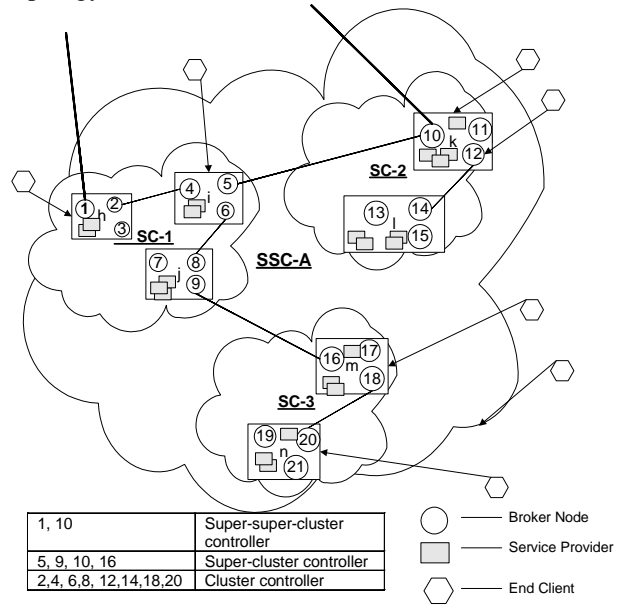 10
11
k
12
SC-2
1
2
h
3
4
5
i
6
SC-1
13
14
l
15
7
8
j
9
SSC-A
16
17
m
18
SC-3
19
20
n
21
1, 10
Super-super-cluster
controller
5, 9, 10, 16
Super-cluster controller
2,4, 6,8, 12,14,18,20
Cluster controller
Broker Node
Service Provider
End Client